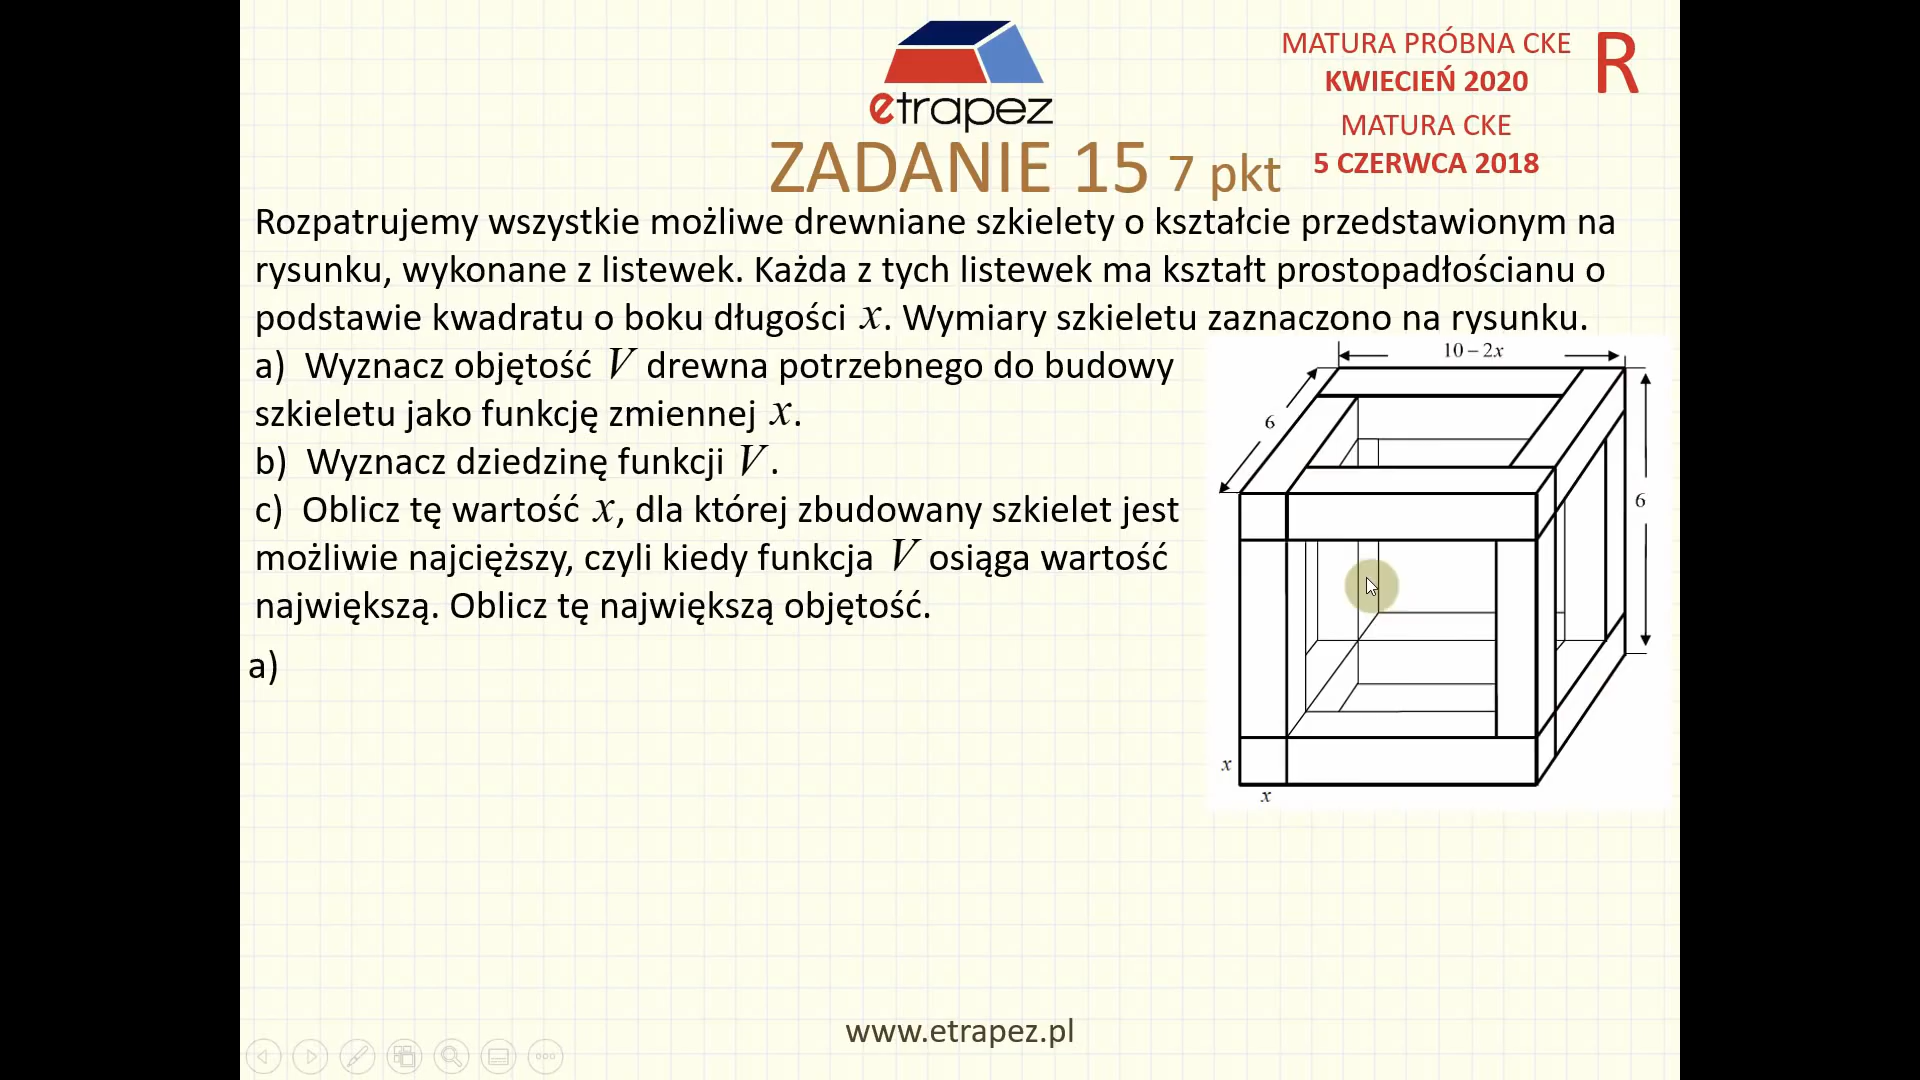 etrapez
MATURA PRÓBNA CKE
KWIECIEŃ 2020
R
MATURA CKE
5 CZERWCA 2018
ZADANIE 15 7 pkt
Rozpatrujemy wszystkie możliwe drewniane szkielety o kształcie przedstawionym na
rysunku, wykonane z listewek. Każda z tych listewek ma kształt prostopadłościanu o
podstawie kwadratu o boku długości x. Wymiary szkieletu zaznaczono na rysunku.
a) Wyznacz objętość V drewna potrzebnego do budowy
szkieletu jako funkcję zmiennej x.
b) Wyznacz dziedzinę funkcji V.
c) Oblicz tę wartość x, dla której zbudowany szkielet jest
możliwie najcięższy, czyli kiedy funkcja V osiąga wartość
największą. Oblicz tę największą objętość.
10 – 2x
6
6
x
x
a)
www.etrapez.pl